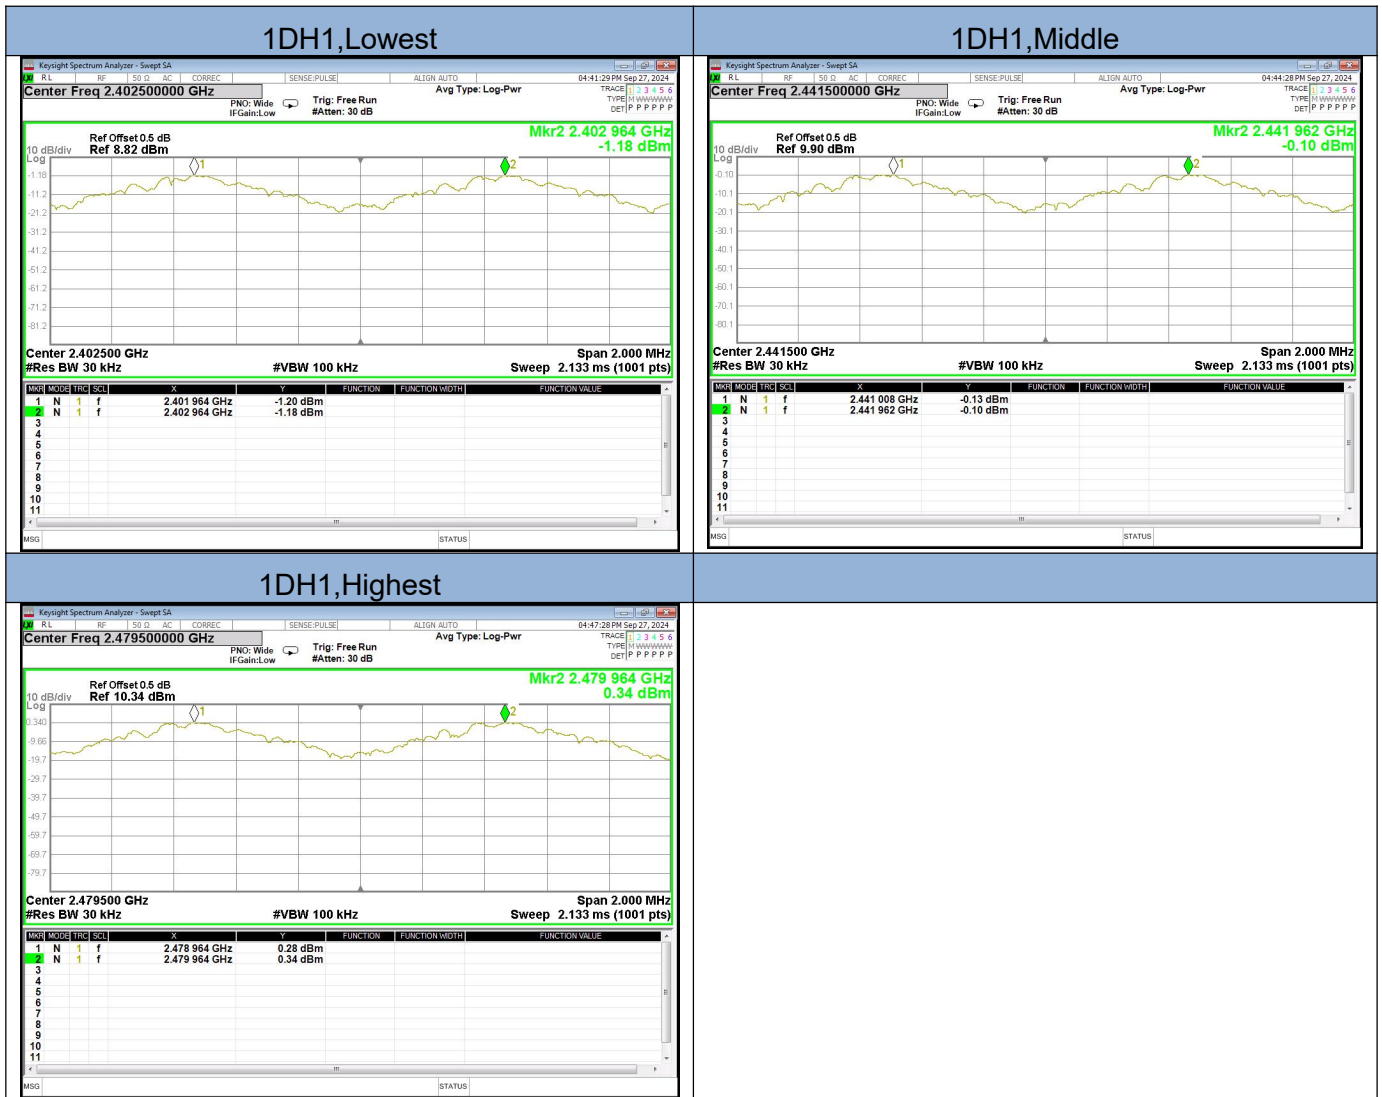 1DH1,Lowest
Keysight Spectrum Analyzer - Swept SA
RL RF 50 Ω AC CORREC SENSE:PULSE ALIGN AUTO 04:41:29 PM Sep 27, 2024
Center Freq 2.402500000 GHz Avg Type: Log-Pwr TRACE 1 2 3 4 5 6
PNO: Wide Trig: Free Run TYPE M WWWWW
IFGain:Low #Atten: 30 dB DET P P P P P P
Mkr2 2.402 964 GHz
Ref Offset 0.5 dB
10 dB/div Ref 8.82 dBm -1.18 dBm
Log
1 2
-1.18
-11.2
-21.2
-31.2
-41.2
-51.2
-61.2
-71.2
-81.2
Center 2.402500 GHz Span 2.000 MHz
#Res BW 30 kHz #VBW 100 kHz Sweep 2.133 ms (1001 pts)
MKR MODE TRC SCL X Y FUNCTION FUNCTION WIDTH FUNCTION VALUE
1 N 1 f 2.401 964 GHz -1.20 dBm
2 N 1 f 2.402 964 GHz -1.18 dBm
3
4
5
6
7
8
9
10
11
MSG STATUS
1DH1,Middle
Keysight Spectrum Analyzer - Swept SA
RL RF 50 Ω AC CORREC SENSE:PULSE ALIGN AUTO 04:44:28 PM Sep 27, 2024
Center Freq 2.441500000 GHz Avg Type: Log-Pwr TRACE 1 2 3 4 5 6
PNO: Wide Trig: Free Run TYPE M WWWWW
IFGain:Low #Atten: 30 dB DET P P P P P P
Mkr2 2.441 962 GHz
Ref Offset 0.5 dB
10 dB/div Ref 9.90 dBm -0.10 dBm
Log
1 2
-0.10
-10.1
-20.1
-30.1
-40.1
-50.1
-60.1
-70.1
-80.1
Center 2.441500 GHz Span 2.000 MHz
#Res BW 30 kHz #VBW 100 kHz Sweep 2.133 ms (1001 pts)
MKR MODE TRC SCL X Y FUNCTION FUNCTION WIDTH FUNCTION VALUE
1 N 1 f 2.441 008 GHz -0.13 dBm
2 N 1 f 2.441 962 GHz -0.10 dBm
3
4
5
6
7
8
9
10
11
MSG STATUS
1DH1,Highest
Keysight Spectrum Analyzer - Swept SA
RL RF 50 Ω AC CORREC SENSE:PULSE ALIGN AUTO 04:47:28 PM Sep 27, 2024
Center Freq 2.479500000 GHz Avg Type: Log-Pwr TRACE 1 2 3 4 5 6
PNO: Wide Trig: Free Run TYPE M WWWWW
IFGain:Low #Atten: 30 dB DET P P P P P P
Mkr2 2.479 964 GHz
Ref Offset 0.5 dB
10 dB/div Ref 10.34 dBm 0.34 dBm
Log
1 2
0.340
-9.66
-19.7
-29.7
-39.7
-49.7
-59.7
-69.7
-79.7
Center 2.479500 GHz Span 2.000 MHz
#Res BW 30 kHz #VBW 100 kHz Sweep 2.133 ms (1001 pts)
MKR MODE TRC SCL X Y FUNCTION FUNCTION WIDTH FUNCTION VALUE
1 N 1 f 2.478 964 GHz 0.28 dBm
2 N 1 f 2.479 964 GHz 0.34 dBm
3
4
5
6
7
8
9
10
11
MSG STATUS